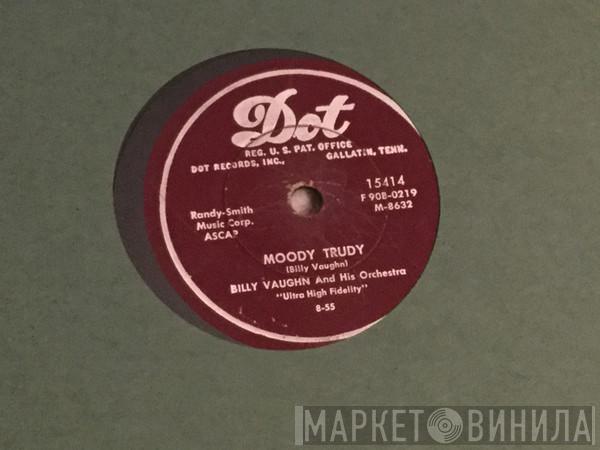 Dot
REG. U. S. PAT. OFFICE
DOT RECORDS, INC., GALLATIN, TENN.
15414
F 90B-0219
M-8632
Randy-Smith
Music Corp.
ASCAP
MOODY TRUDY
(Billy Vaughn)
BILLY VAUGHN And His Orchestra
"Ultra High Fidelity"
8-55
МАРКЕТ ВИНИЛА